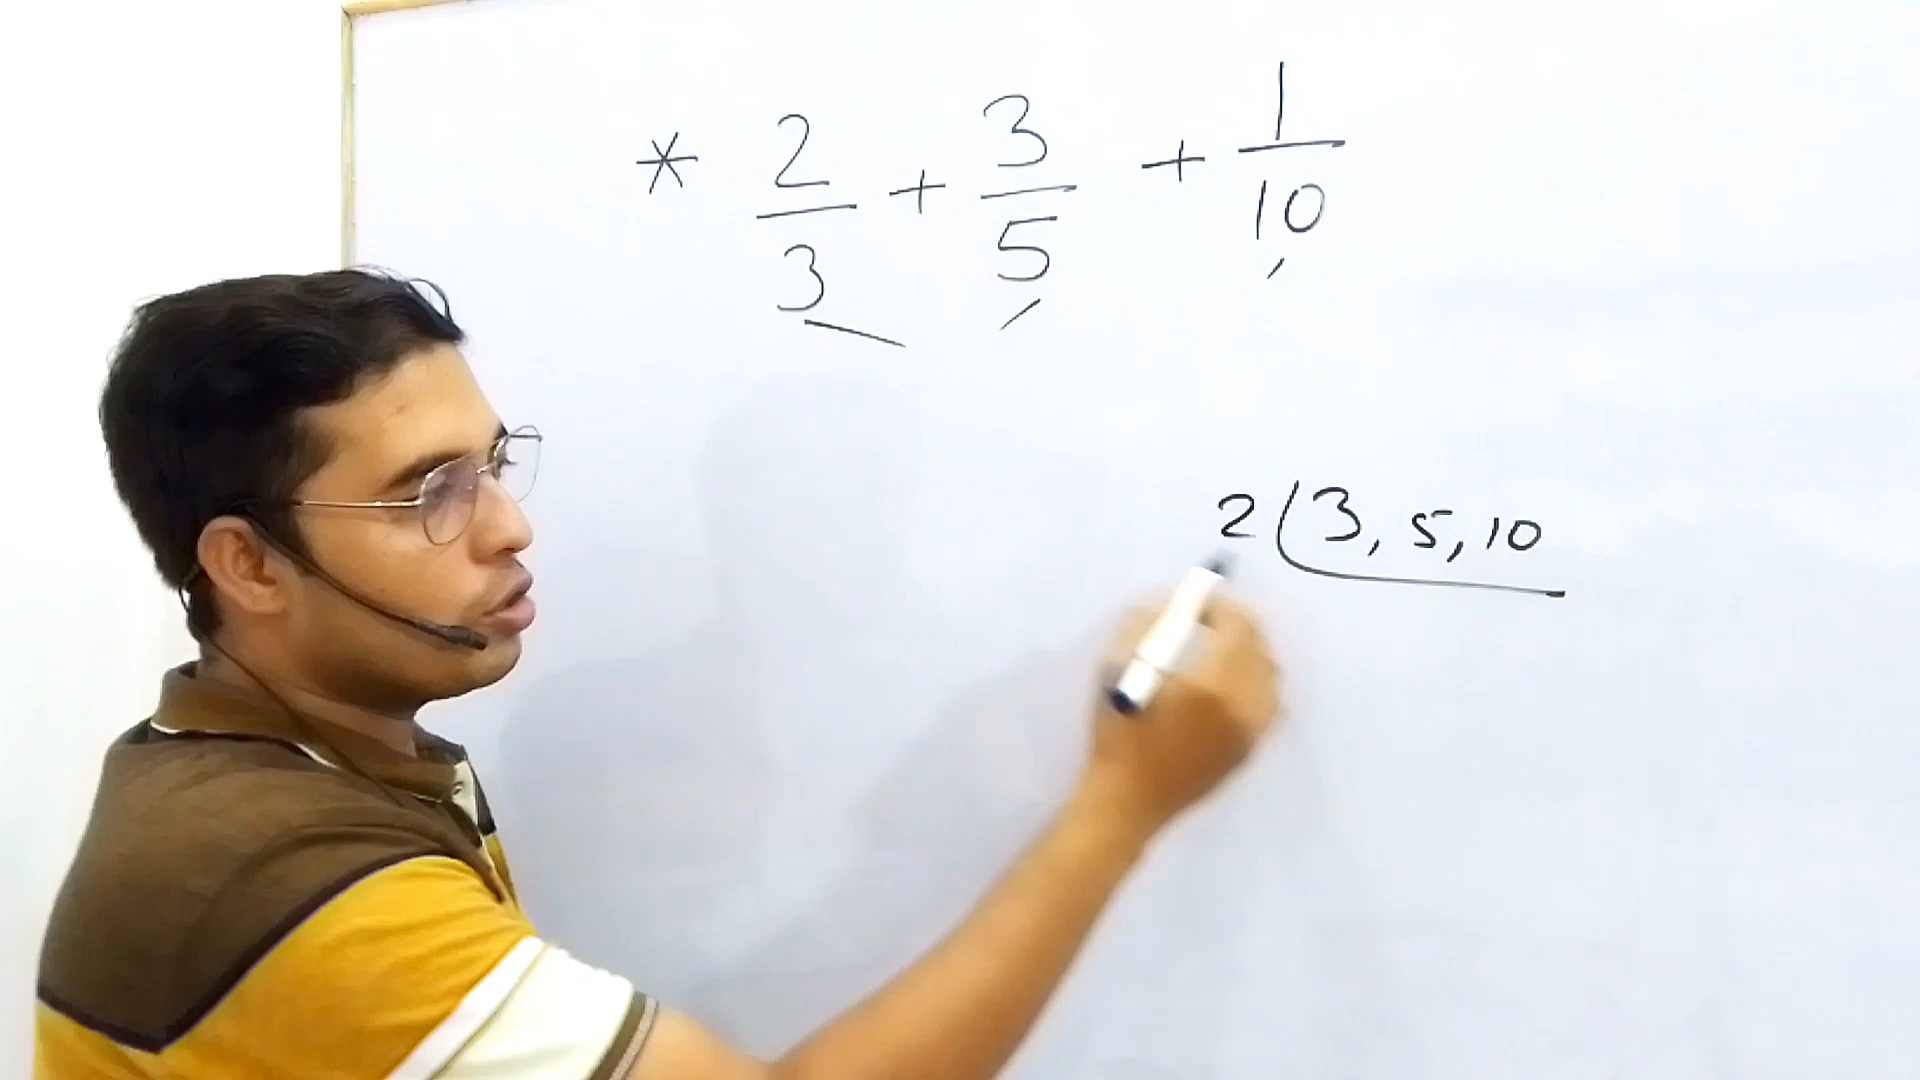 * 2/3 + 3/5 + 1/10
2 ( 3, 5, 10